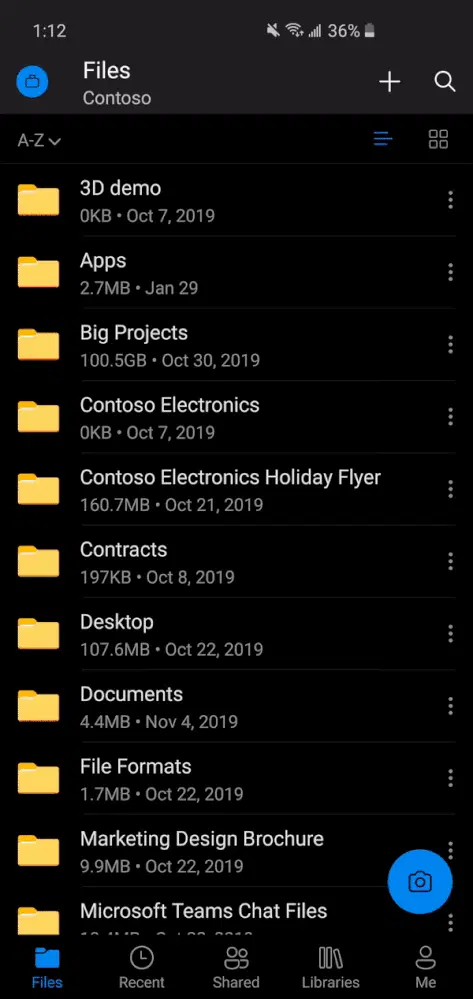 1:12
36%
Files
Contoso
A-Z
3D demo
0KB • Oct 7, 2019
Apps
2.7MB • Jan 29
Big Projects
100.5GB • Oct 30, 2019
Contoso Electronics
0KB • Oct 7, 2019
Contoso Electronics Holiday Flyer
160.7MB • Oct 21, 2019
Contracts
197KB • Oct 8, 2019
Desktop
107.6MB • Oct 22, 2019
Documents
4.4MB • Nov 4, 2019
File Formats
1.7MB • Oct 22, 2019
Marketing Design Brochure
9.9MB • Oct 22, 2019
Microsoft Teams Chat Files
Files
Recent
Shared
Libraries
Me